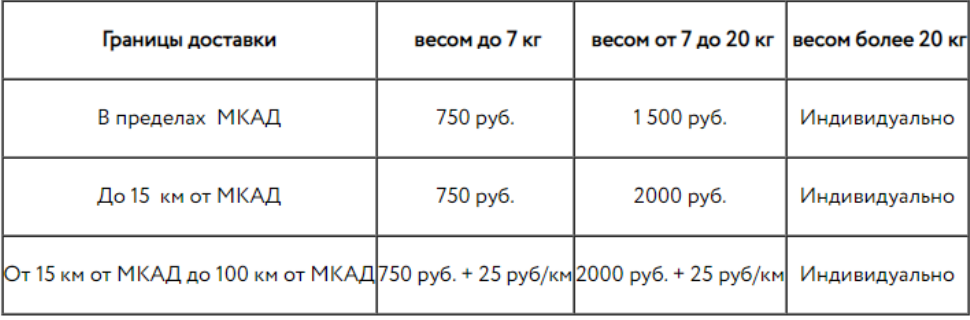 Границы доставки весом до 7 кг весом от 7 до 20 кг весом более 20 кг
В пределах МКАД 750 руб. 1 500 руб. Индивидуально
До 15 км от МКАД 750 руб. 2000 руб. Индивидуально
От 15 км от МКАД до 100 км от МКАД 750 руб. + 25 руб/км 2000 руб. + 25 руб/км Индивидуально